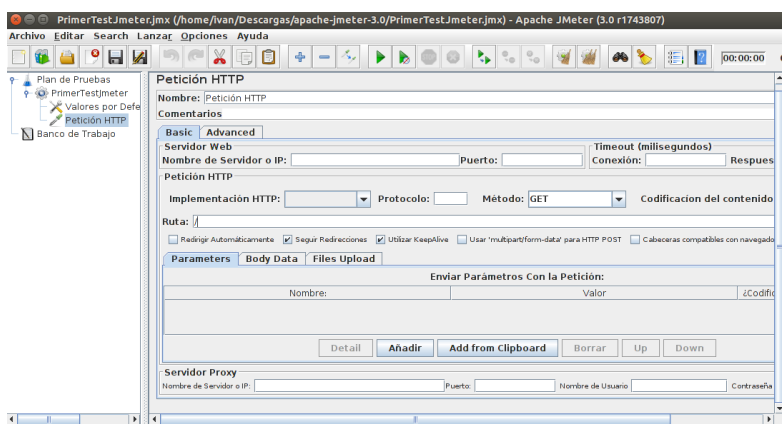 PrimerTestJmeter.jmx (/home/ivan/Descargas/apache-jmeter-3.0/PrimerTestJmeter.jmx) - Apache JMeter (3.0 r1743807)
Archivo Editar Search Lanzar Opciones Ayuda
00:00:00
Plan de Pruebas
PrimerTestJmeter
Valores por Defe
Petición HTTP
Banco de Trabajo
Petición HTTP
Nombre: Petición HTTP
Comentarios
Basic Advanced
Servidor Web Timeout (milisegundos)
Nombre de Servidor o IP: Puerto: Conexión: Respues
Petición HTTP
Implementación HTTP: Protocolo: Método: GET Codificacíon del contenido
Ruta: /
Redirigir Automáticamente Seguir Redirecciones Utilizar KeepAlive Usar 'multipart/form-data' para HTTP POST Cabeceras compatibles con navegado
Parameters Body Data Files Upload
Enviar Parámetros Con la Petición:
Nombre: Valor ¿Codific
Detail Añadir Add from Clipboard Borrar Up Down
Servidor Proxy
Nombre de Servidor o IP: Puerto: Nombre de Usuario Contraseña